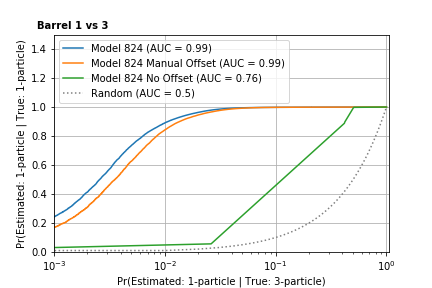 Barrel 1 vs 3
Model 824 (AUC = 0.99)
Model 824 Manual Offset (AUC = 0.99)
Model 824 No Offset (AUC = 0.76)
Random (AUC = 0.5)
Pr(Estimated: 1-particle | True: 1-particle)
1.4
1.2
1.0
0.8
0.6
0.4
0.2
0.0
10⁻³ 10⁻² 10⁻¹ 10⁰
Pr(Estimated: 1-particle | True: 3-particle)